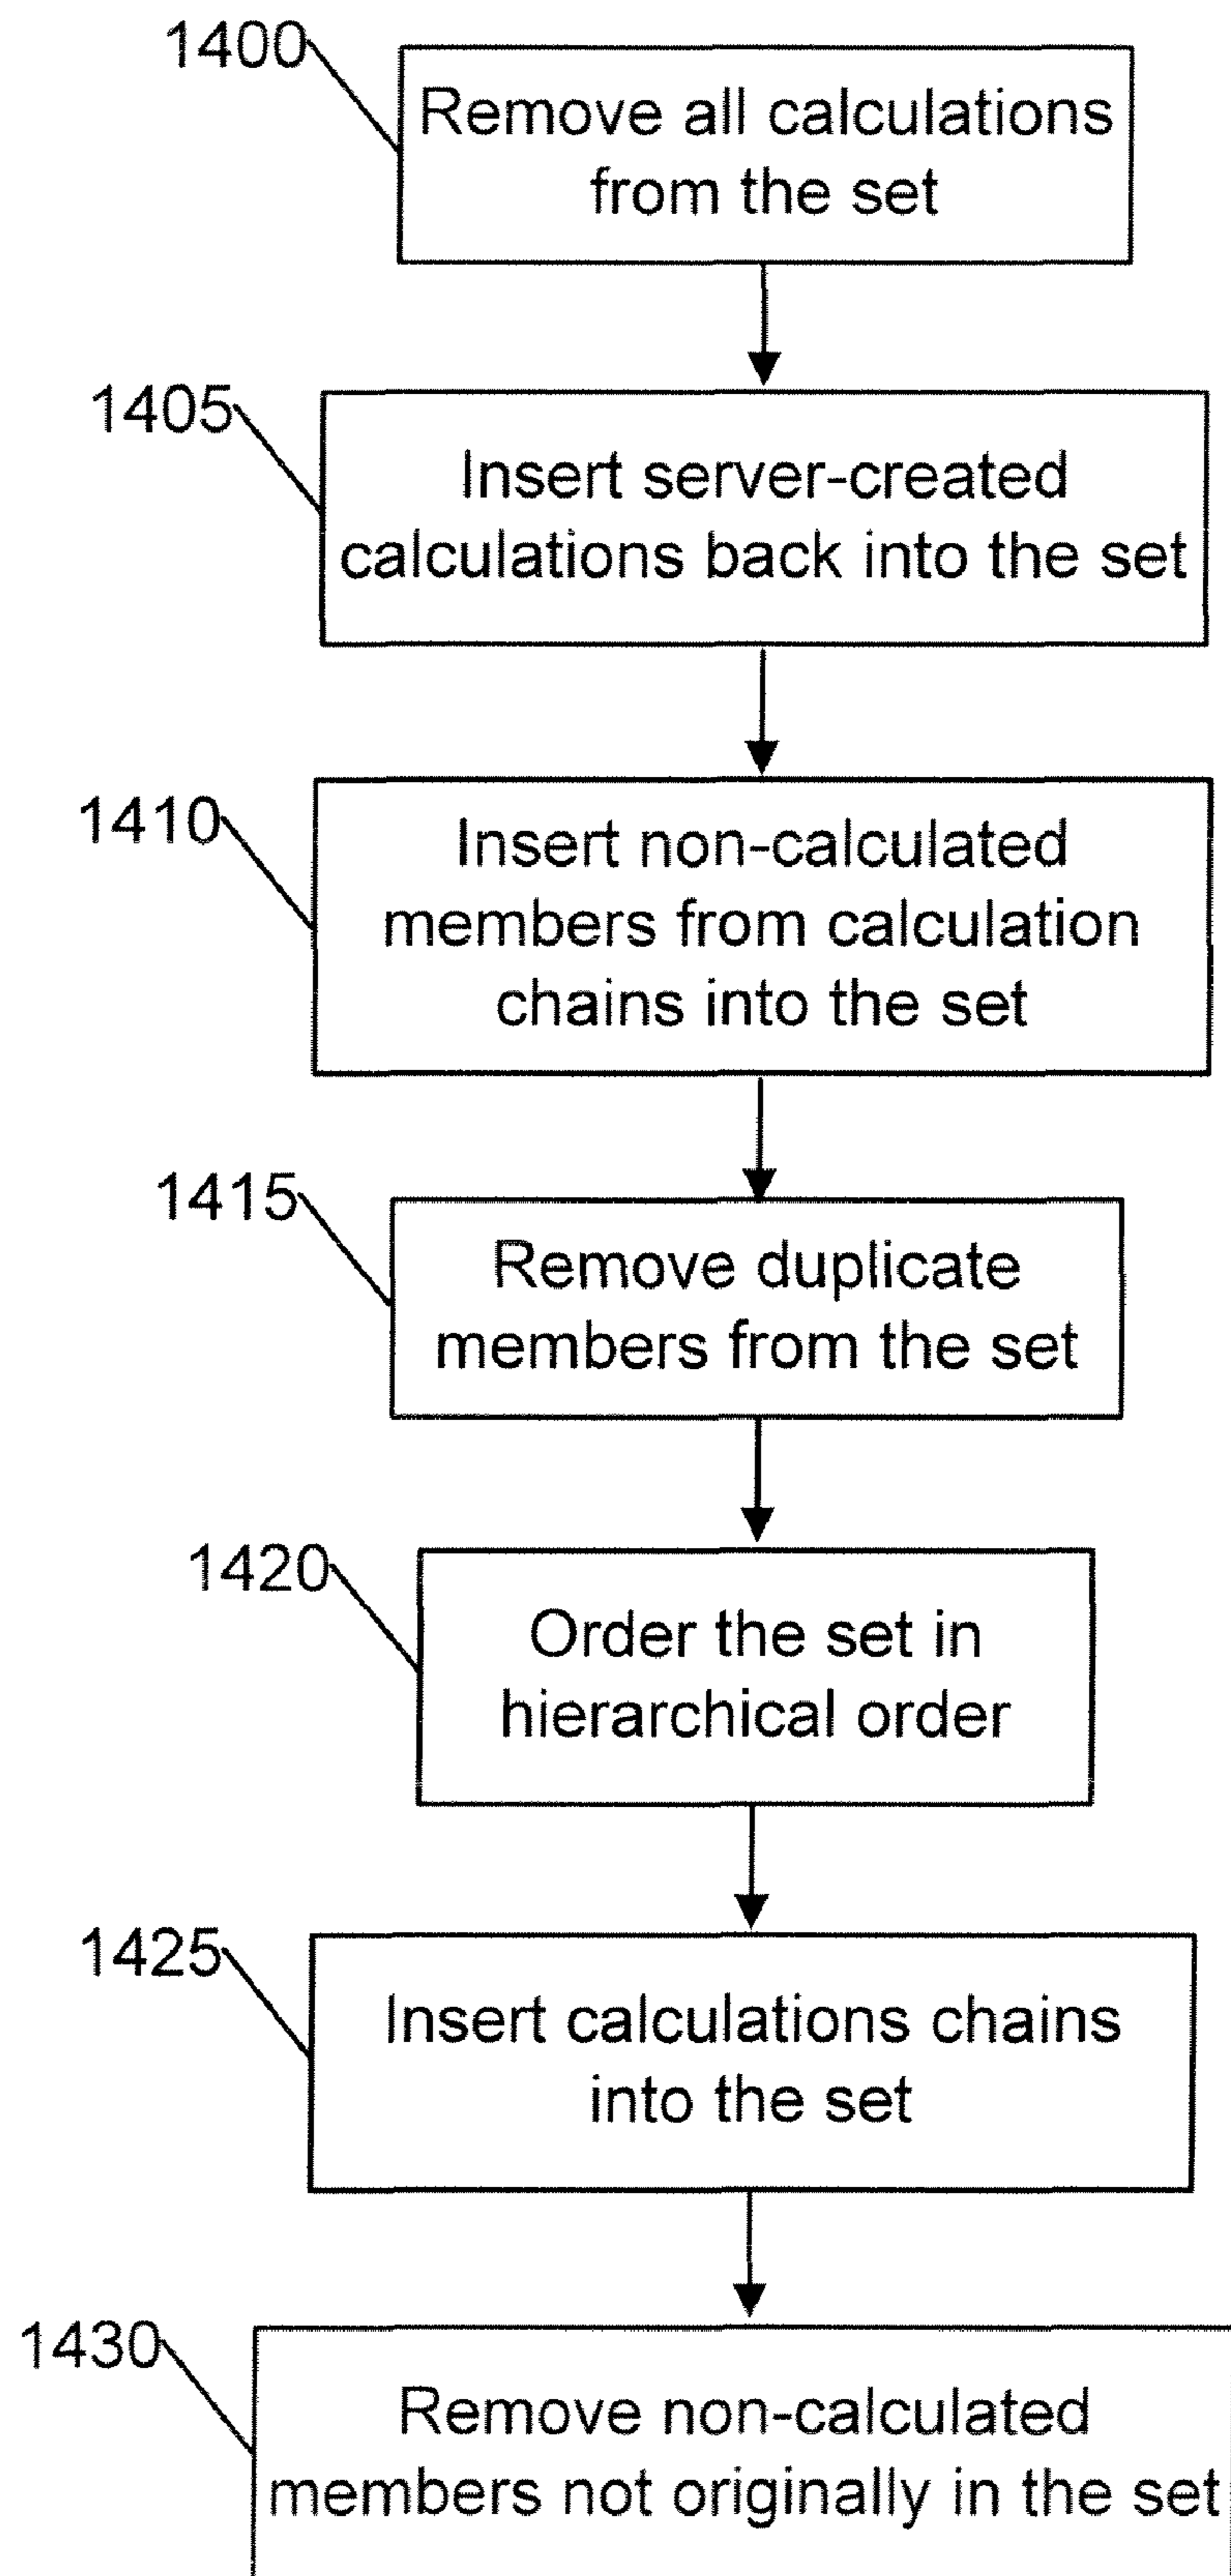 1400
Remove all calculations
from the set
1405
Insert server-created
calculations back into the set
1410
Insert non-calculated
members from calculation
chains into the set
1415
Remove duplicate
members from the set
1420
Order the set in
hierarchical order
1425
Insert calculations chains
into the set
1430
Remove non-calculated
members not originally in the set